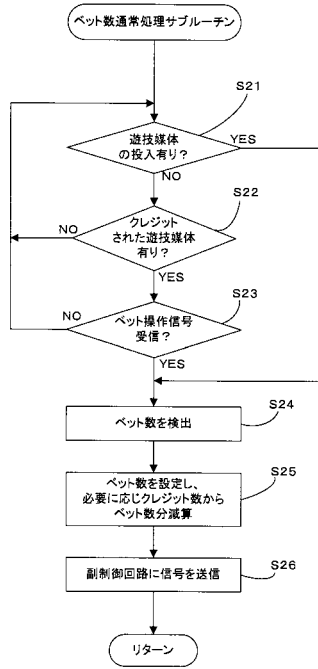 ベット数通常処理サブルーチン
S21
遊技媒体
の投入有り？
YES
NO
S22
クレジット
された遊技媒体
有り？
NO
YES
S23
ベット操作信号
受信？
NO
YES
S24
ベット数を検出
S25
ベット数を設定し、
必要に応じクレジット数から
ベット数分減算
S26
副制御回路に信号を送信
リターン